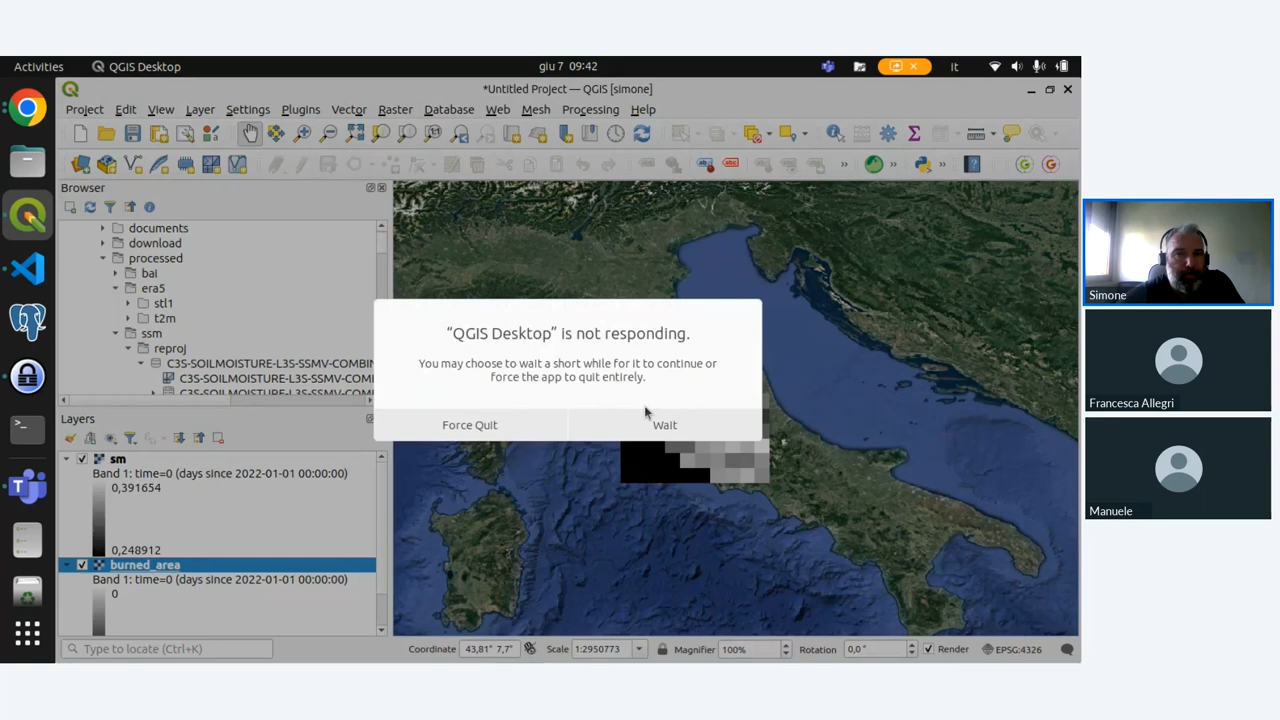 Activities
QGIS Desktop
giu 7 09:42
it
*Untitled Project — QGIS [simone]
Project Edit View Layer Settings Plugins Vector Raster Database Web Mesh Processing Help
Browser
documents
download
processed
bai
era5
stl1
t2m
ssm
reproj
C3S-SOILMOISTURE-L3S-SSMV-COMBIN
C3S-SOILMOISTURE-L3S-SSMV-COMBI
C3S-SOILMOISTURE-L3S-SSMV-COMBI
Layers
sm
Band 1: time=0 (days since 2022-01-01 00:00:00)
0,391654
0,248912
burned_area
Band 1: time=0 (days since 2022-01-01 00:00:00)
0
"QGIS Desktop" is not responding.
You may choose to wait a short while for it to continue or
force the app to quit entirely.
Force Quit
Wait
Type to locate (Ctrl+K)
Coordinate 43,81° 7,7° Scale 1:2950773 Magnifier 100% Rotation 0,0° Render EPSG:4326
Simone
Francesca Allegri
Manuele